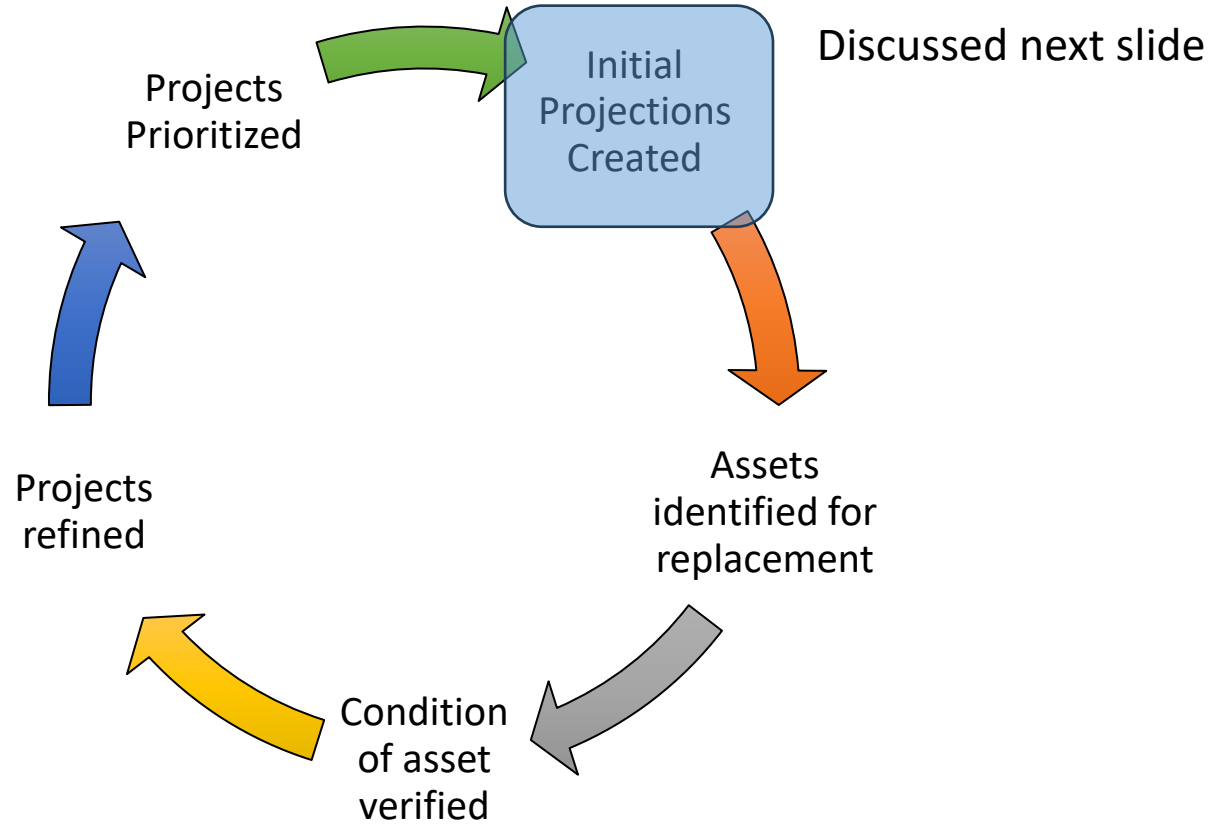 Discussed next slide
Initial
Projections
Created
Assets
identified for
replacement
Condition
of asset
verified
Projects
refined
Projects
Prioritized